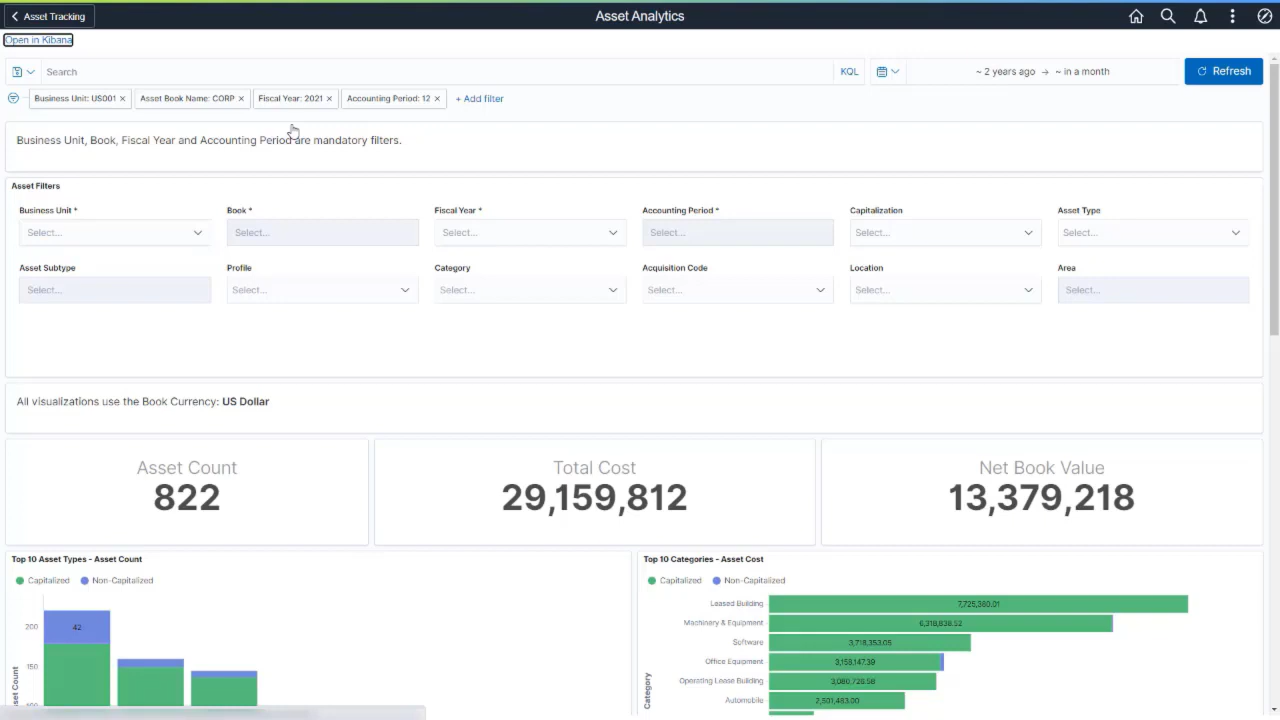 Asset Tracking
Asset Analytics
Open in Kibana
Search
KQL
~ 2 years ago → ~ in a month
Refresh
Business Unit: US001 × Asset Book Name: CORP × Fiscal Year: 2021 × Accounting Period: 12 × + Add filter
Business Unit, Book, Fiscal Year and Accounting Period are mandatory filters.
Asset Filters
Business Unit * Book * Fiscal Year * Accounting Period * Capitalization Asset Type
Select... Select... Select... Select... Select... Select...
Asset Subtype Profile Category Acquisition Code Location Area
Select... Select... Select... Select... Select... Select...
All visualizations use the Book Currency: US Dollar
Asset Count
822
Total Cost
29,159,812
Net Book Value
13,379,218
Top 10 Asset Types - Asset Count
Capitalized Non-Capitalized
200
42
150
Top 10 Categories - Asset Cost
Capitalized Non-Capitalized
Category
Leased Building 7,725,360.01
Machinery & Equipment 6,318,838.52
Software 3,718,353.05
Office Equipment 3,158,147.39
Operating Lease Building 3,080,728.58
Automobile 2,501,483.00